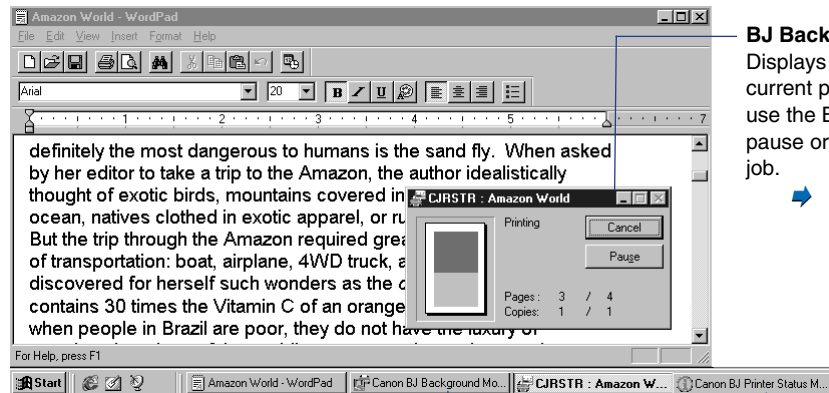 Amazon World - WordPad
File Edit View Insert Format Help
Arial 20 B I U
1 2 3 4 5 7
definitely the most dangerous to humans is the sand fly. When asked
by her editor to take a trip to the Amazon, the author idealistically
thought of exotic birds, mountains covered in
ocean, natives clothed in exotic apparel, or
But the trip through the Amazon required
of transportation: boat, airplane, 4WD truck,
discovered for herself such wonders as the
contains 30 times the Vitamin C of an orange
when people in Brazil are poor, they do not have the luxury of
CJRSTR : Amazon World
Printing
Cancel
Pause
Pages : 3 / 4
Copies: 1 / 1
For Help, press F1
Start
Amazon World - WordPad
Canon BJ Background Mo...
CJRSTR : Amazon W...
Canon BJ Printer Status M...
BJ Back
Displays
current
use the
pause or
job.